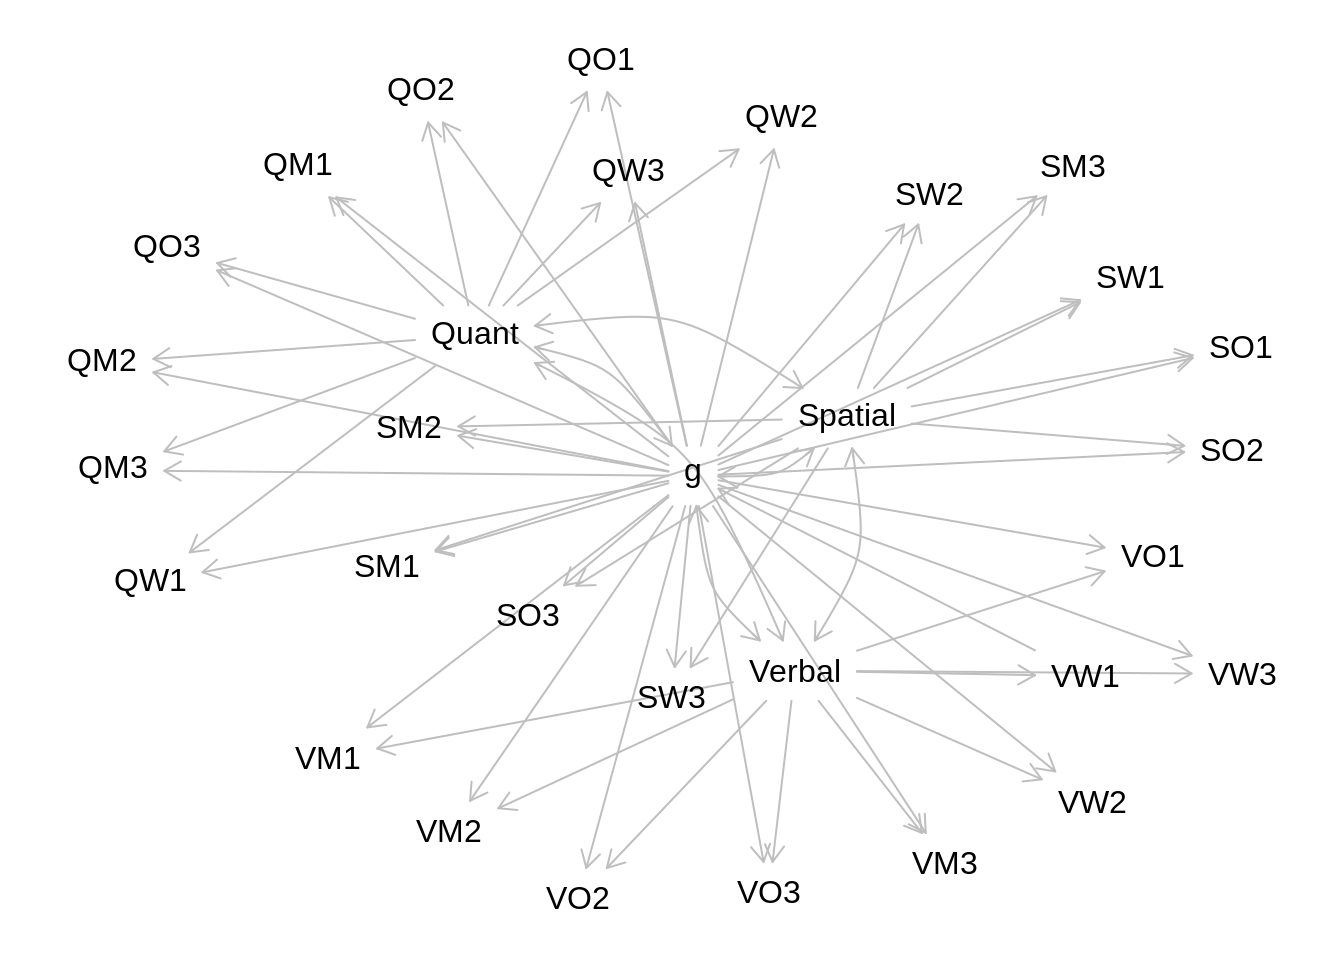 QO1
QO2
QW2
QM1
QW3
SM3
SW2
QO3
SW1
Quant
SO1
QM2
Spatial
SM2
SO2
QM3
g
VO1
SM1
QW1
SO3
Verbal
VW1
VW3
SW3
VM1
VW2
VM2
VM3
VO3
VO2